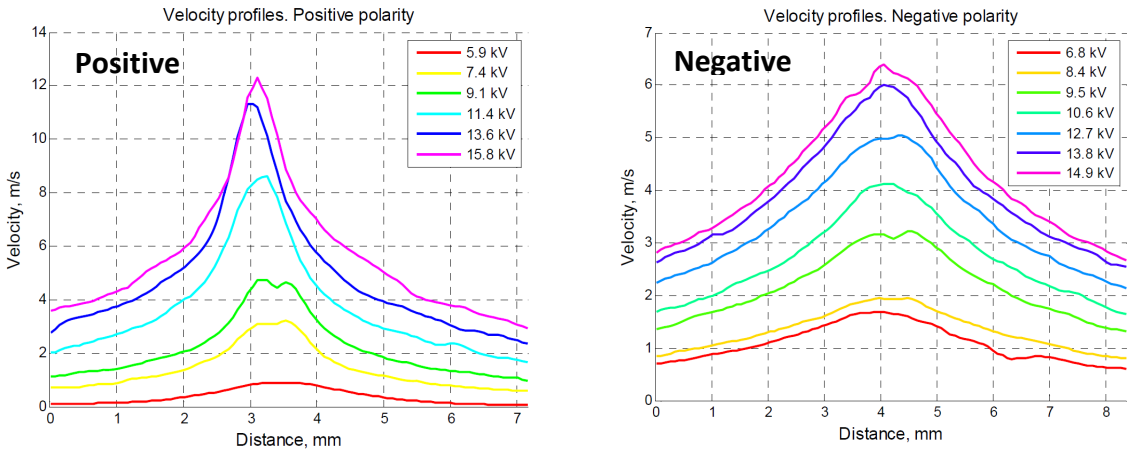 Velocity profiles. Positive polarity
Positive
14
12
10
8
6
4
2
0
Velocity, m/s
0 1 2 3 4 5 6 7
Distance, mm
5.9 kV
7.4 kV
9.1 kV
11.4 kV
13.6 kV
15.8 kV
Velocity profiles. Negative polarity
Negative
7
6
5
4
3
2
1
0
Velocity, m/s
0 1 2 3 4 5 6 7 8
Distance, mm
6.8 kV
8.4 kV
9.5 kV
10.6 kV
12.7 kV
13.8 kV
14.9 kV